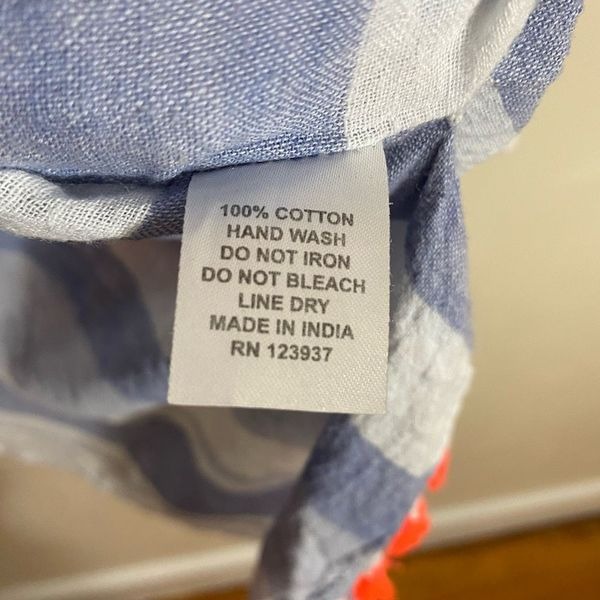 100% COTTON
HAND WASH
DO NOT IRON
DO NOT BLEACH
LINE DRY
MADE IN INDIA
RN 123937